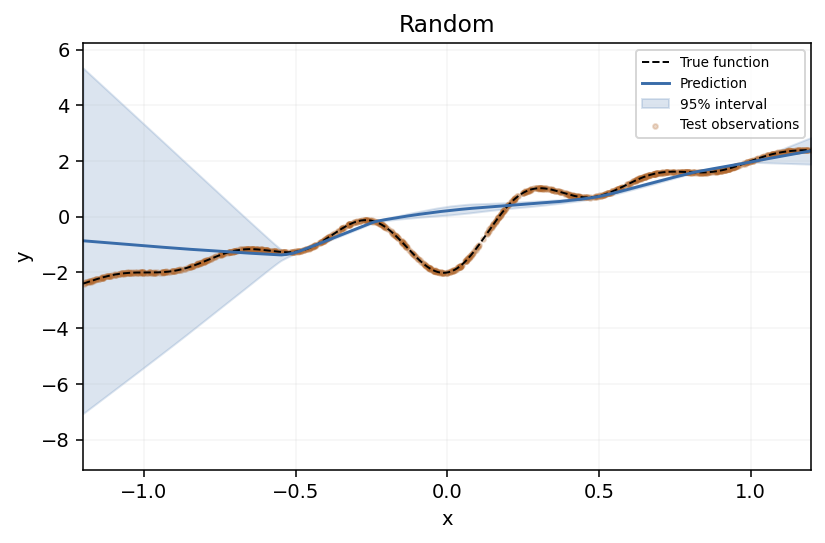 Random
6
4
2
0
−2
−4
−6
−8
y
True function
Prediction
95% interval
Test observations
−1.0
−0.5
0.0
0.5
1.0
x